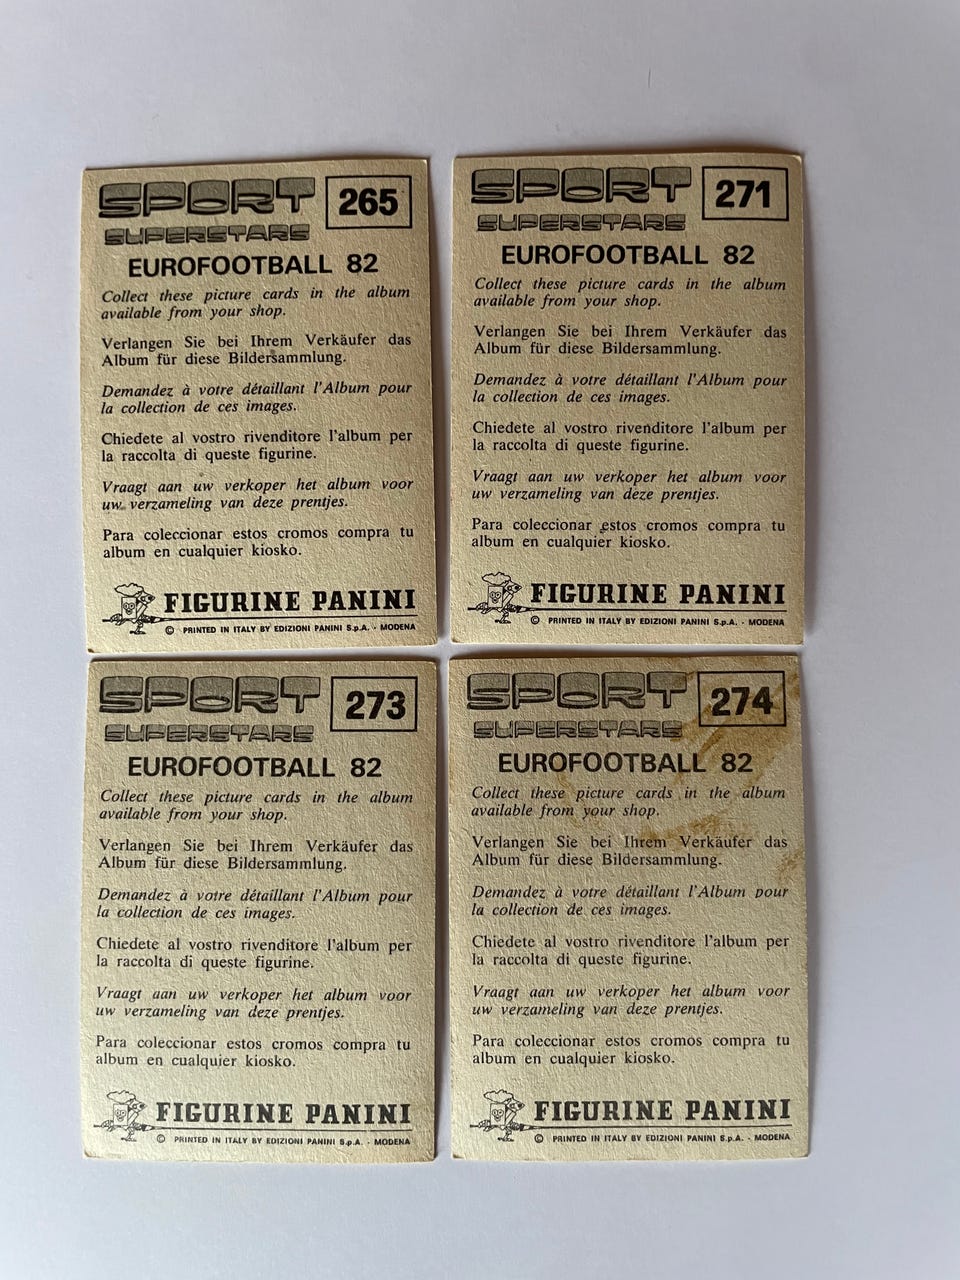 SPORT 265
SUPERSTARS
EUROFOOTBALL 82
Collect these picture cards in the album
available from your shop.
Verlangen Sie bei Ihrem Verkäufer das
Album für diese Bildersammlung.
Demandez à votre détaillant l'Album pour
la collection de ces images.
Chiedete al vostro rivenditore l'album per
la raccolta di queste figurine.
Vraagt aan uw verkoper het album voor
uw verzameling van deze prentjes.
Para coleccionar estos cromos compra tu
album en cualquier kiosko.
FIGURINE PANINI
© PRINTED IN ITALY BY EDIZIONI PANINI S.p.A. - MODENA
SPORT 271
SUPERSTARS
EUROFOOTBALL 82
Collect these picture cards in the album
available from your shop.
Verlangen Sie bei Ihrem Verkäufer das
Album für diese Bildersammlung.
Demandez à votre détaillant l'Album pour
la collection de ces images.
Chiedete al vostro rivenditore l'album per
la raccolta di queste figurine.
Vraagt aan uw verkoper het album voor
uw verzameling van deze prentjes.
Para coleccionar estos cromos compra tu
album en cualquier kiosko.
FIGURINE PANINI
© PRINTED IN ITALY BY EDIZIONI PANINI S.p.A. - MODENA
SPORT 273
SUPERSTARS
EUROFOOTBALL 82
Collect these picture cards in the album
available from your shop.
Verlangen Sie bei Ihrem Verkäufer das
Album für diese Bildersammlung.
Demandez à votre détaillant l'Album pour
la collection de ces images.
Chiedete al vostro rivenditore l'album per
la raccolta di queste figurine.
Vraagt aan uw verkoper het album voor
uw verzameling van deze prentjes.
Para coleccionar estos cromos compra tu
album en cualquier kiosko.
FIGURINE PANINI
© PRINTED IN ITALY BY EDIZIONI PANINI S.p.A. - MODENA
SPORT 274
SUPERSTARS
EUROFOOTBALL 82
Collect these picture cards in the album
available from your shop.
Verlangen Sie bei Ihrem Verkäufer das
Album für diese Bildersammlung.
Demandez à votre détaillant l'Album pour
la collection de ces images.
Chiedete al vostro rivenditore l'album per
la raccolta di queste figurine.
Vraagt aan uw verkoper het album voor
uw verzameling van deze prentjes.
Para coleccionar estos cromos compra tu
album en cualquier kiosko.
FIGURINE PANINI
© PRINTED IN ITALY BY EDIZIONI PANINI S.p.A. - MODENA